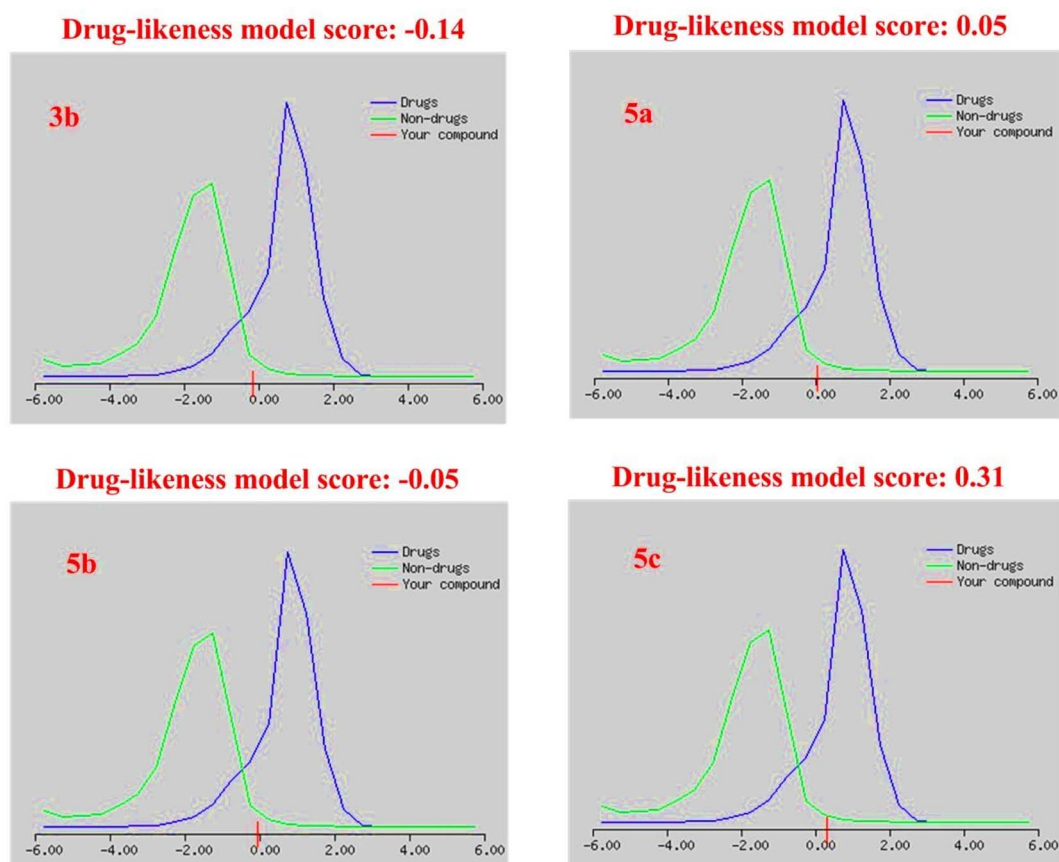 Drug-likeness model score: -0.14
3b
Drugs
Non-drugs
Your compound
-6.00 -4.00 -2.00 0.00 2.00 4.00 6.00
Drug-likeness model score: 0.05
5a
Drugs
Non-drugs
Your compound
-6.00 -4.00 -2.00 0.00 2.00 4.00 6.00
Drug-likeness model score: -0.05
5b
Drugs
Non-drugs
Your compound
-6.00 -4.00 -2.00 0.00 2.00 4.00 6.00
Drug-likeness model score: 0.31
5c
Drugs
Non-drugs
Your compound
-6.00 -4.00 -2.00 0.00 2.00 4.00 6.00